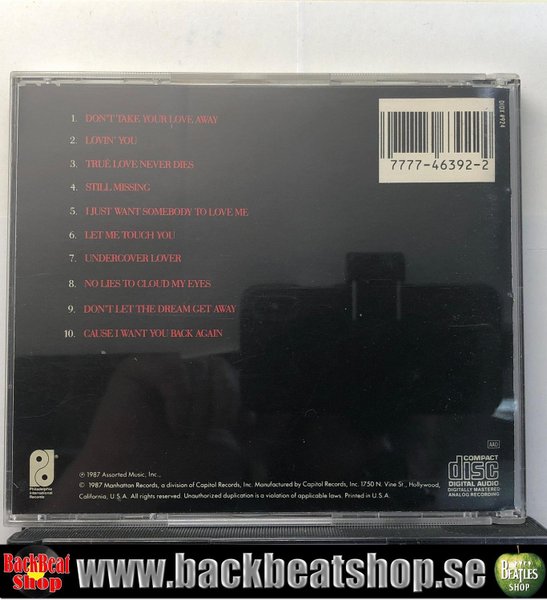 1. DON'T TAKE YOUR LOVE AWAY
2. LOVIN' YOU
3. TRUE LOVE NEVER DIES
4. STILL MISSING
5. I JUST WANT SOMEBODY TO LOVE ME
6. LET ME TOUCH YOU
7. UNDERCOVER LOVER
8. NO LIES TO CLOUD MY EYES
9. DON'T LET THE DREAM GET AWAY
10. CAUSE I WANT YOU BACK AGAIN
DIDX #924
7777-46392-2
Philadelphia
International
Records
℗ 1987 Assorted Music, Inc.,
© 1987 Manhattan Records, a division of Capitol Records, Inc. Manufactured by Capitol Records, Inc. 1750 N. Vine St., Hollywood,
California, U.S.A. All rights reserved. Unauthorized duplication is a violation of applicable laws. Printed in U.S.A.
AAD
COMPACT
disc
DIGITAL AUDIO
DIGITALLY MASTERED
ANALOG RECORDING
BackBeat
Shop
www.backbeatshop.se
BEATLES
SHOP